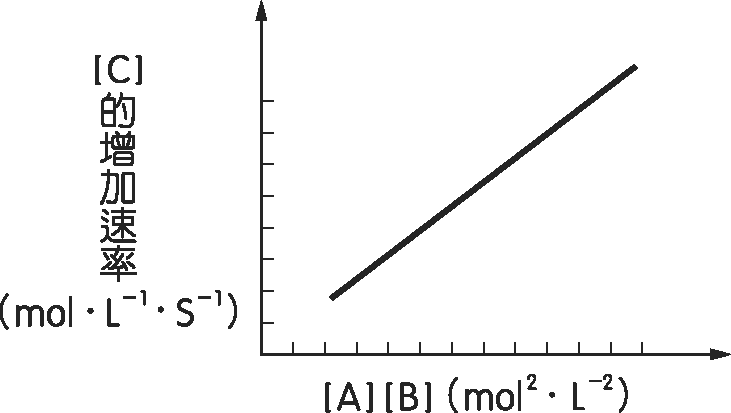 [C]
的
增
加
速
率
(mol·L⁻¹·S⁻¹)
[A][B] (mol²·L⁻²)